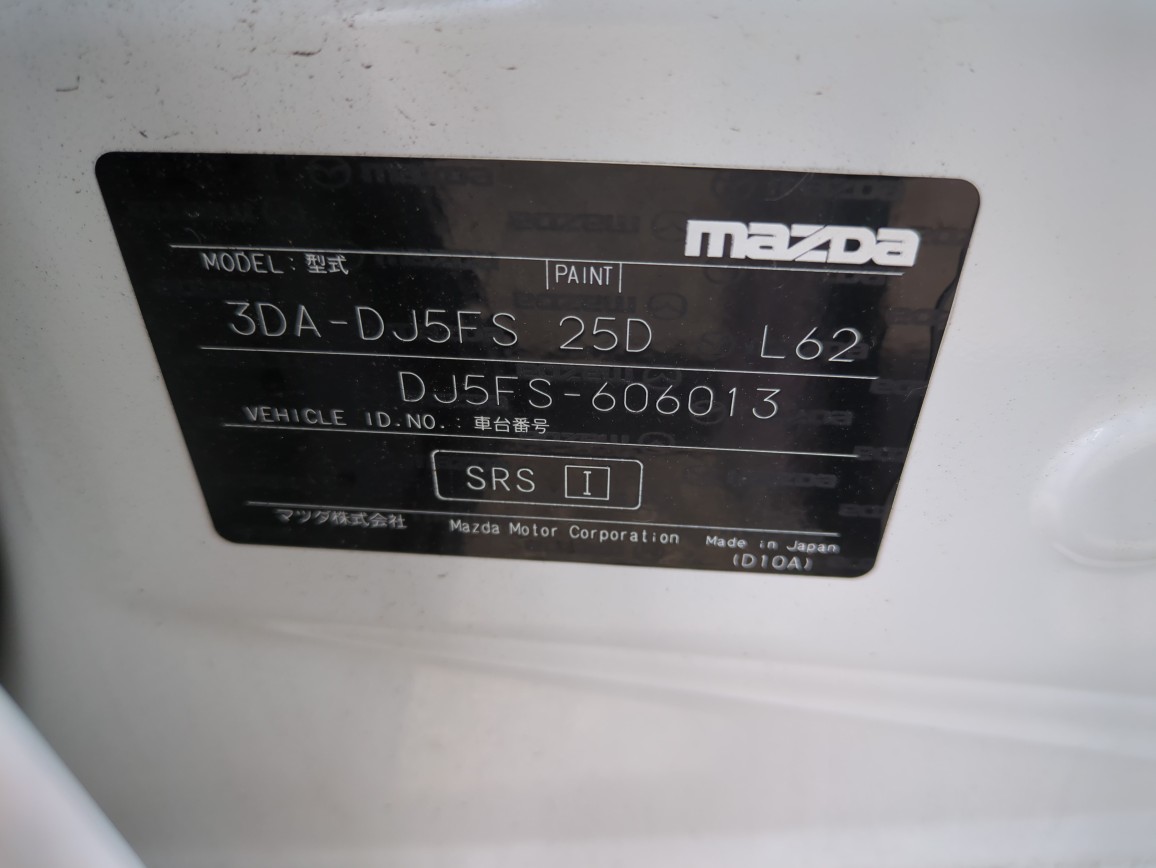 mazda
MODEL : 型式 PAINT
3DA-DJ5FS 25D L62
DJ5FS-606013
VEHICLE ID.NO. : 車台番号
SRS I
マツダ株式会社 Mazda Motor Corporation Made in Japan
(D10A)